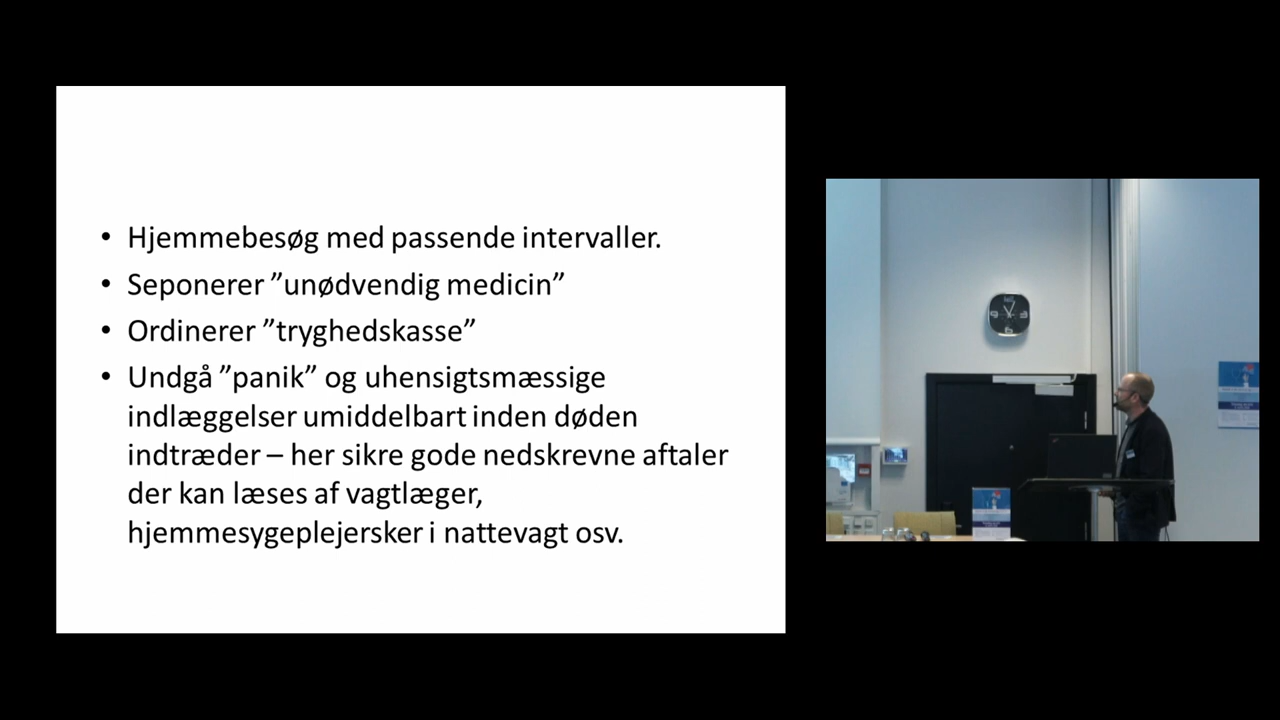 • Hjemmebesøg med passende intervaller.
• Seponerer ”unødvendig medicin”
• Ordinerer ”tryghedskasse”
• Undgå ”panik” og uhensigtsmæssige
indlæggelser umiddelbart inden døden
indtræder – her sikre gode nedskrevne aftaler
der kan læses af vagtlæger,
hjemmesygeplejersker i nattevagt osv.